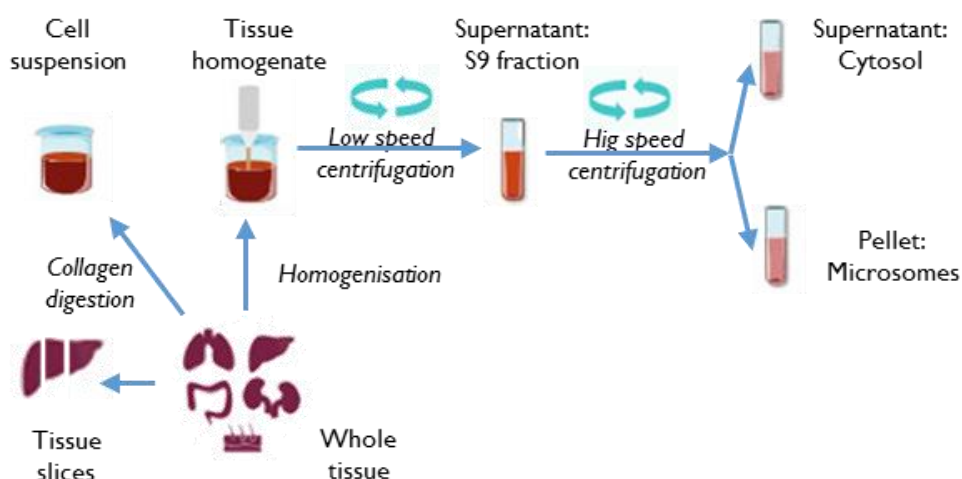 Cell
suspension
Tissue
homogenate
Supernatant:
S9 fraction
Supernatant:
Cytosol
Low speed
centrifugation
Hig speed
centrifugation
Pellet:
Microsomes
Collagen
digestion
Homogenisation
Tissue
slices
Whole
tissue